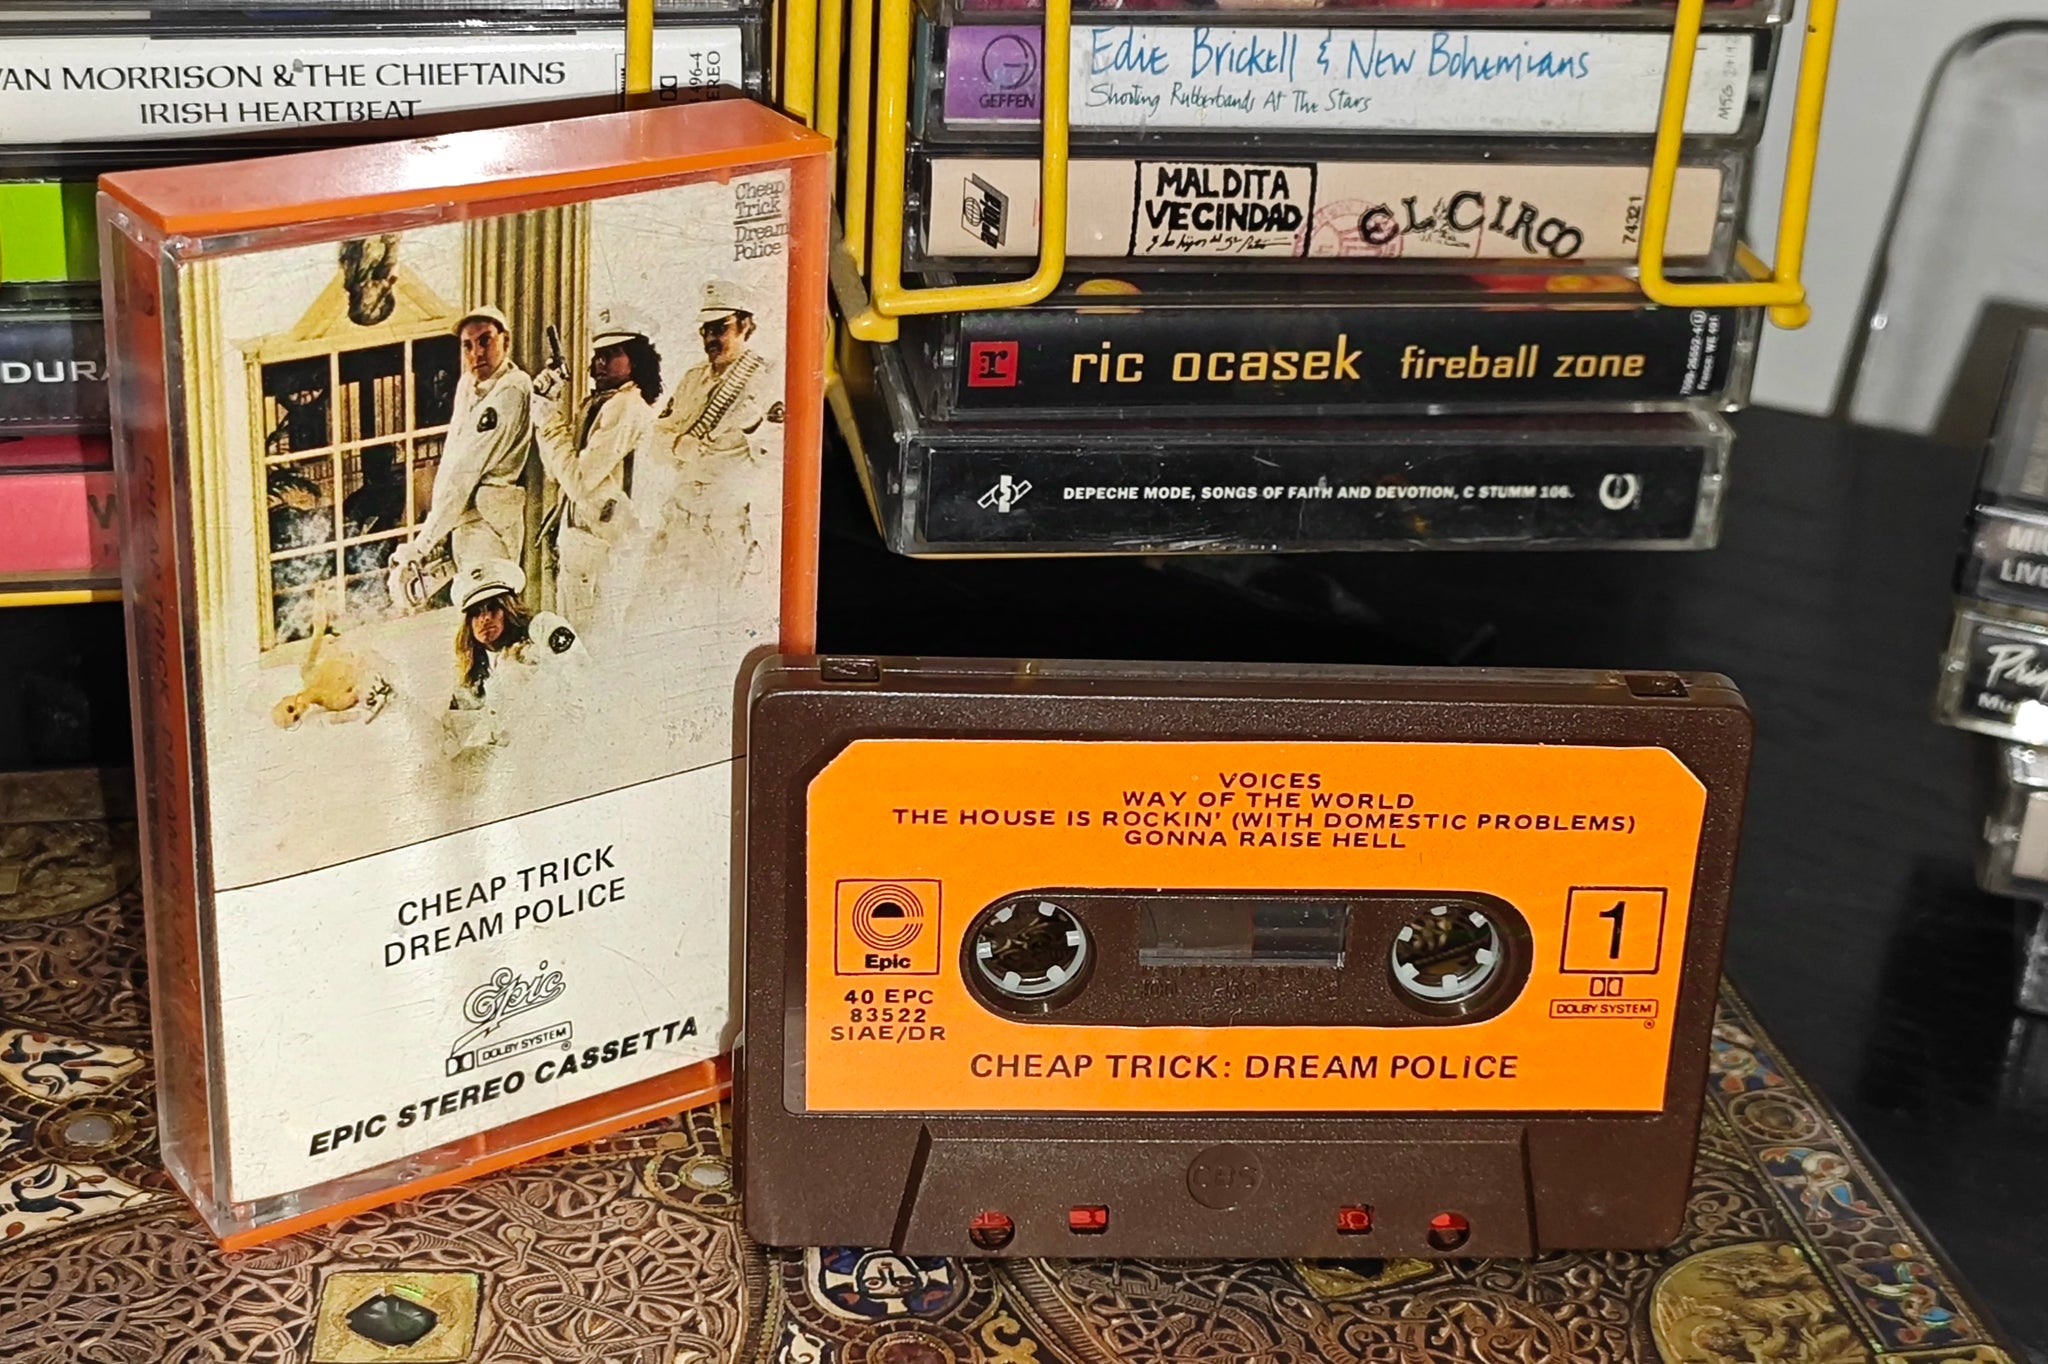 VAN MORRISON & THE CHIEFTAINS
IRISH HEARTBEAT
DURA
W
Edie Brickell & New Bohemians
Shooting Rubberbands At The Stars
GEFFEN
MALDITA
VECINDAD
EL CIRCO
74321
ariola
r
ric ocasek fireball zone
DEPECHE MODE, SONGS OF FAITH AND DEVOTION, C STUMM 106.
LIVE
Cheap
Trick
Dream
Police
CHEAP TRICK
DREAM POLICE
Epic
DOLBY SYSTEM
EPIC STEREO CASSETTA
VOICES
WAY OF THE WORLD
THE HOUSE IS ROCKIN' (WITH DOMESTIC PROBLEMS)
GONNA RAISE HELL
Epic
1
40 EPC
83522
SIAE/DR
DOLBY SYSTEM
CHEAP TRICK: DREAM POLICE
CBS